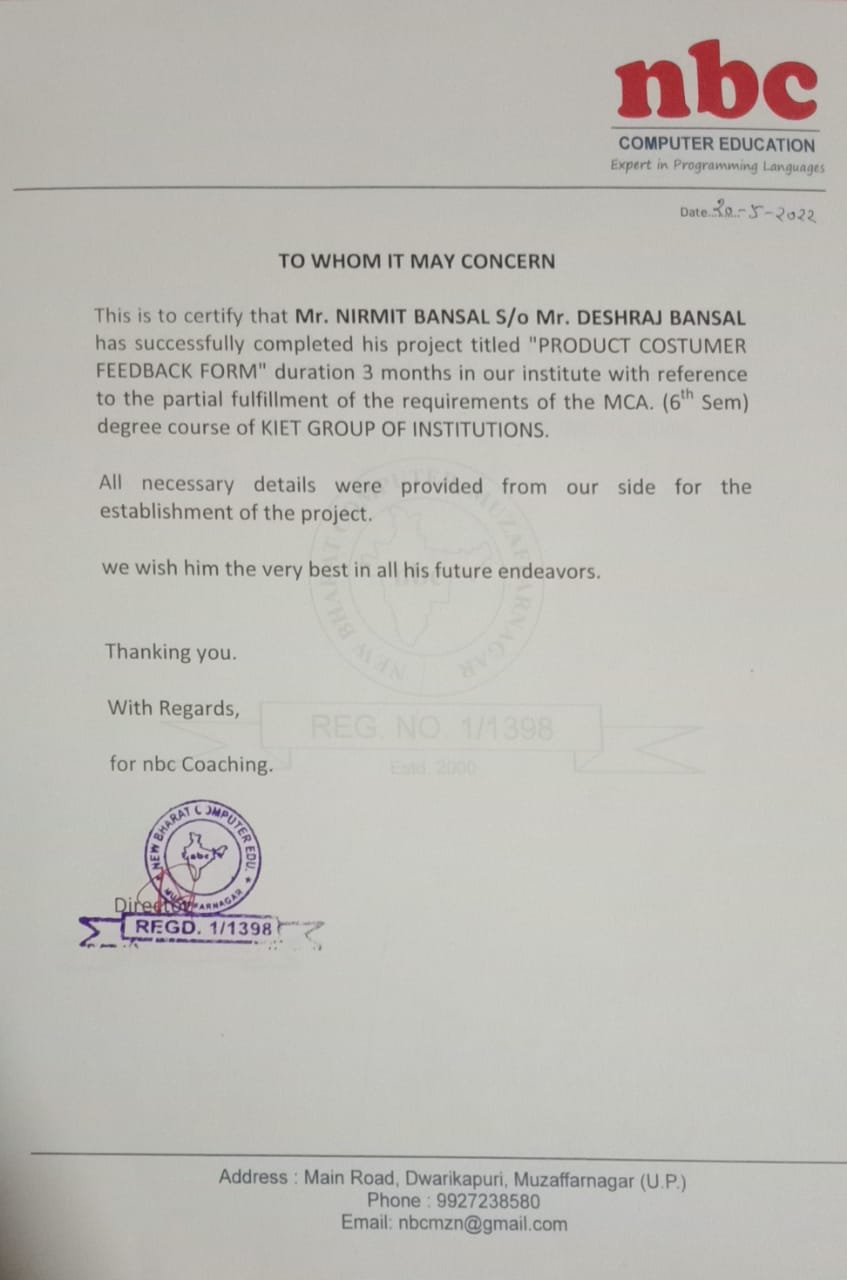 nbc
COMPUTER EDUCATION
Expert in Programming Languages
Date. 20-5-2022
TO WHOM IT MAY CONCERN
This is to certify that Mr. NIRMIT BANSAL S/o Mr. DESHRAJ BANSAL
has successfully completed his project titled "PRODUCT COSTUMER
FEEDBACK FORM" duration 3 months in our institute with reference
to the partial fulfillment of the requirements of the MCA. (6th Sem)
degree course of KIET GROUP OF INSTITUTIONS.
All necessary details were provided from our side for the
establishment of the project.
we wish him the very best in all his future endeavors.
Thanking you.
With Regards,
for nbc Coaching.
NEW BHARAT COMPUTER MUZAFFARNAGAR
REG. NO. 1/1398
Estd. 2000
NEW BHARAT COMPUTER EDU.
nbc
MUZAFFARNAGAR
Director
REGD. 1/1398
Address : Main Road, Dwarikapuri, Muzaffarnagar (U.P.)
Phone : 9927238580
Email: nbcmzn@gmail.com